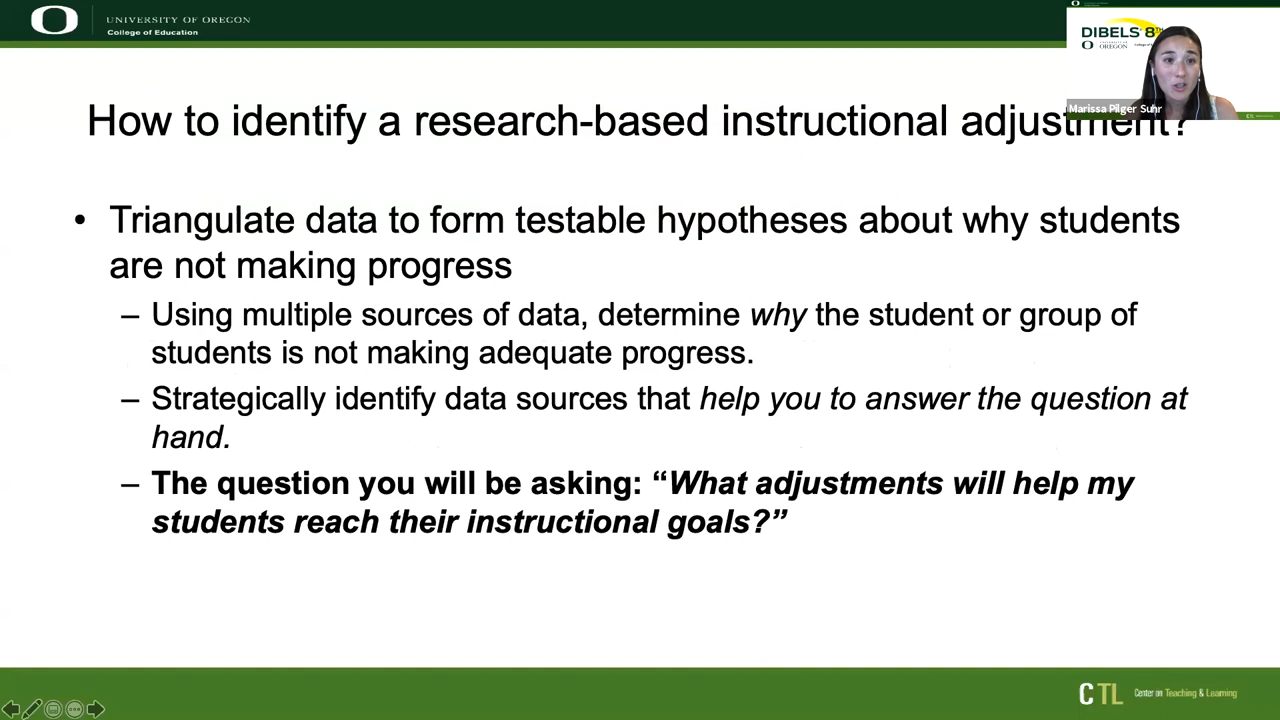 UNIVERSITY OF OREGON
College of Education
DIBELS 8
OREGON
Marissa Pilger Suhr
How to identify a research-based instructional adjustment?
• Triangulate data to form testable hypotheses about why students
are not making progress
– Using multiple sources of data, determine why the student or group of
students is not making adequate progress.
– Strategically identify data sources that help you to answer the question at
hand.
– The question you will be asking: “What adjustments will help my
students reach their instructional goals?”
CTL Center on Teaching & Learning